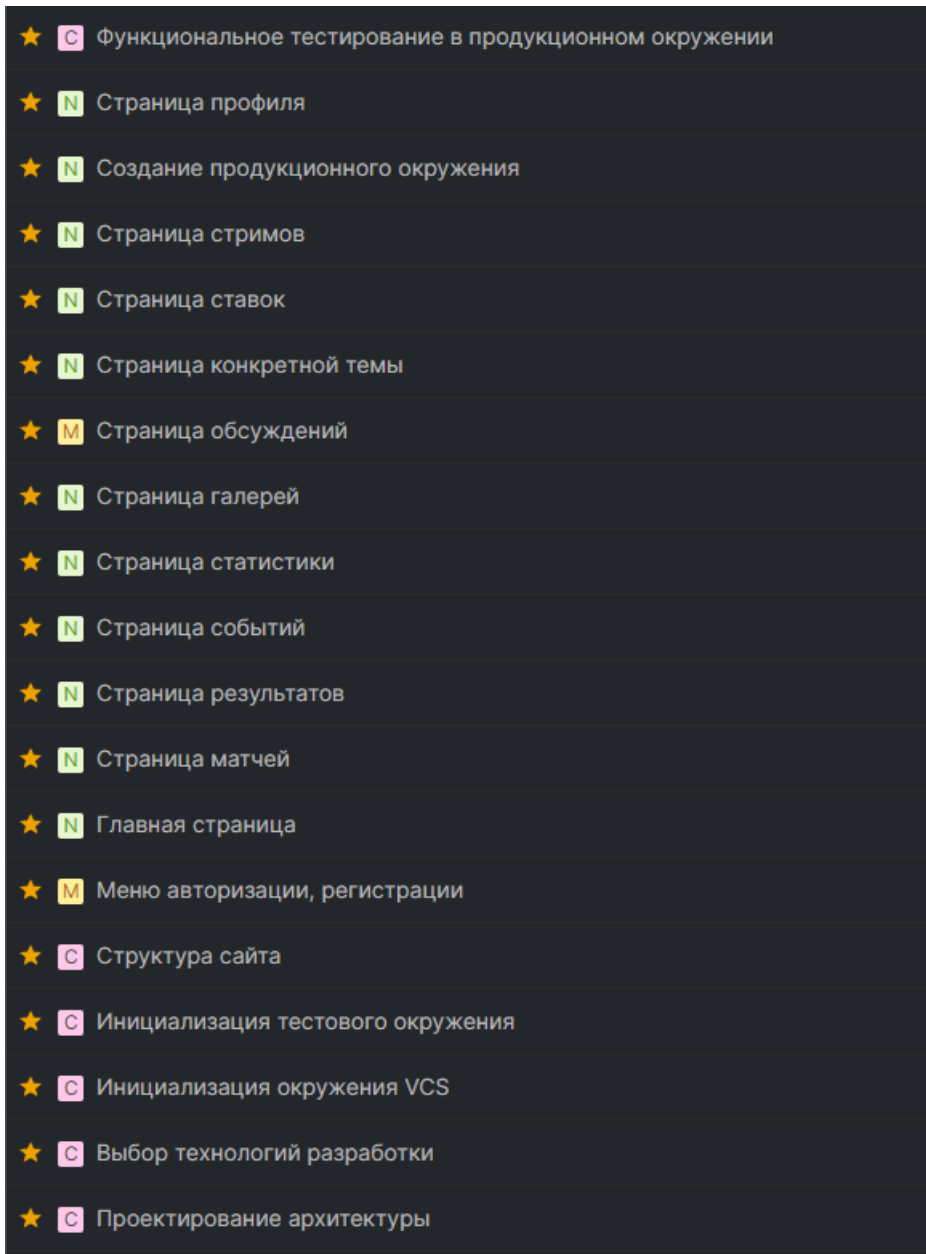 C Функциональное тестирование в продукционном окружении
N Страница профиля
N Создание продукционного окружения
N Страница стримов
N Страница ставок
N Страница конкретной темы
M Страница обсуждений
N Страница галерей
N Страница статистики
N Страница событий
N Страница результатов
N Страница матчей
N Главная страница
M Меню авторизации, регистрации
C Структура сайта
C Инициализация тестового окружения
C Инициализация окружения VCS
C Выбор технологий разработки
C Проектирование архитектуры